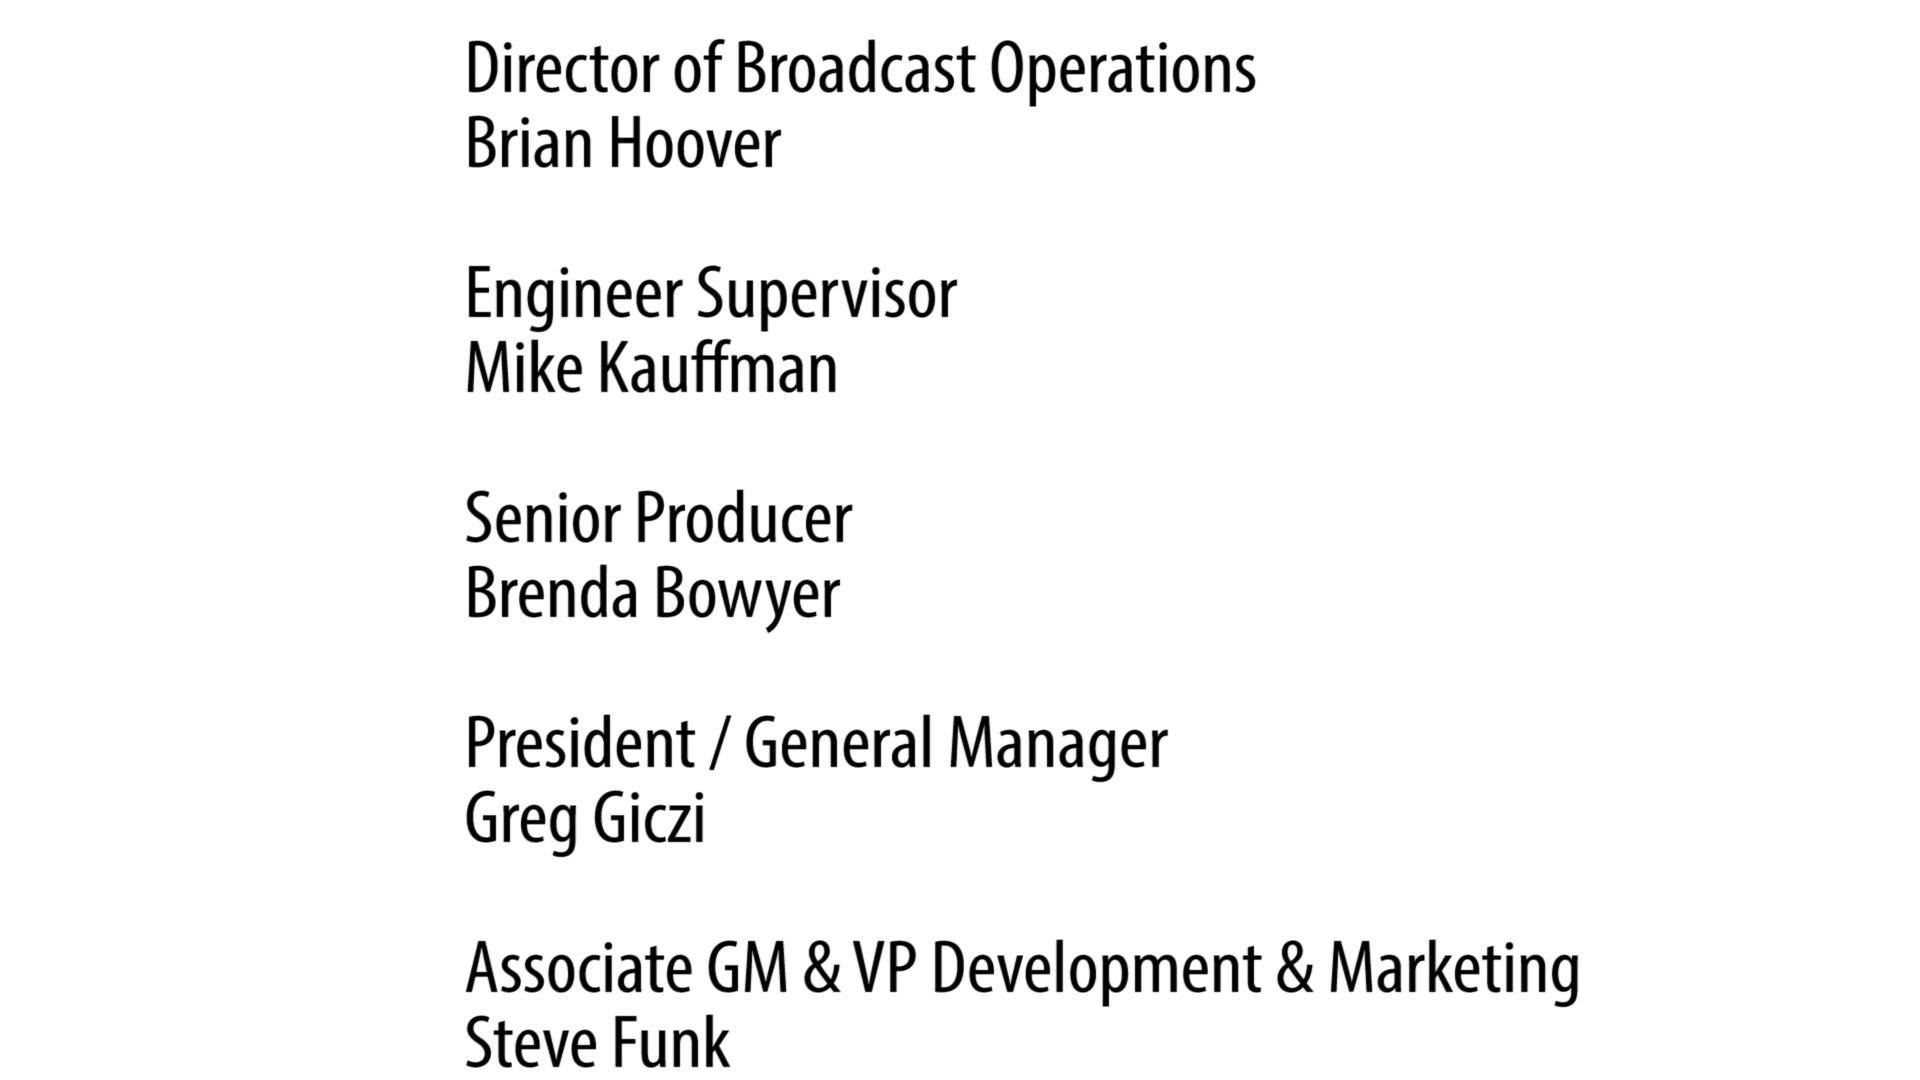 Director of Broadcast Operations
Brian Hoover
Engineer Supervisor
Mike Kauffman
Senior Producer
Brenda Bowyer
President / General Manager
Greg Giczi
Associate GM & VP Development & Marketing
Steve Funk